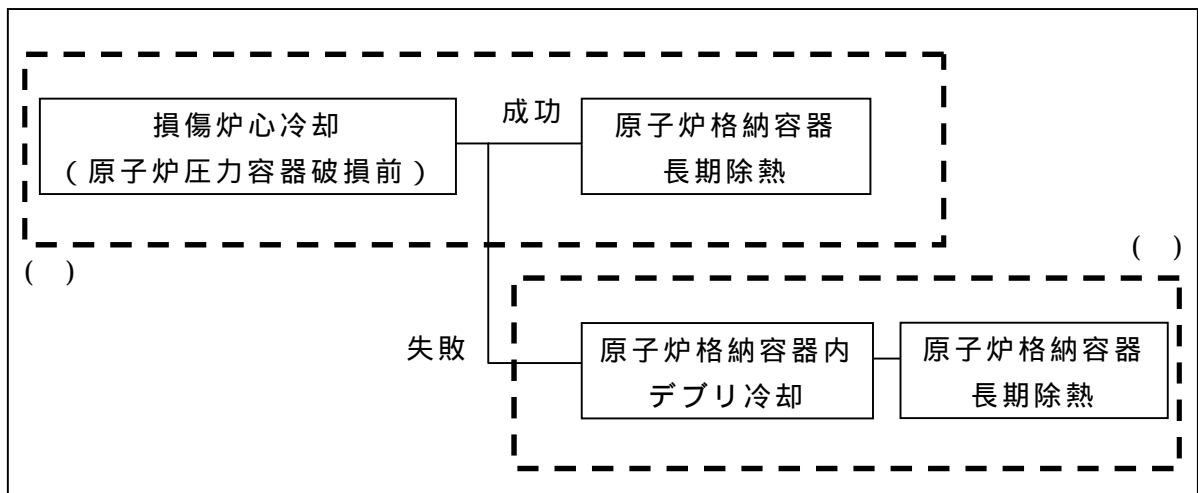 損傷炉心冷却
(原子炉圧力容器破損前)
成功
原子炉格納容器
長期除熱
( )
( )
失敗
原子炉格納容器内
デブリ冷却
原子炉格納容器
長期除熱